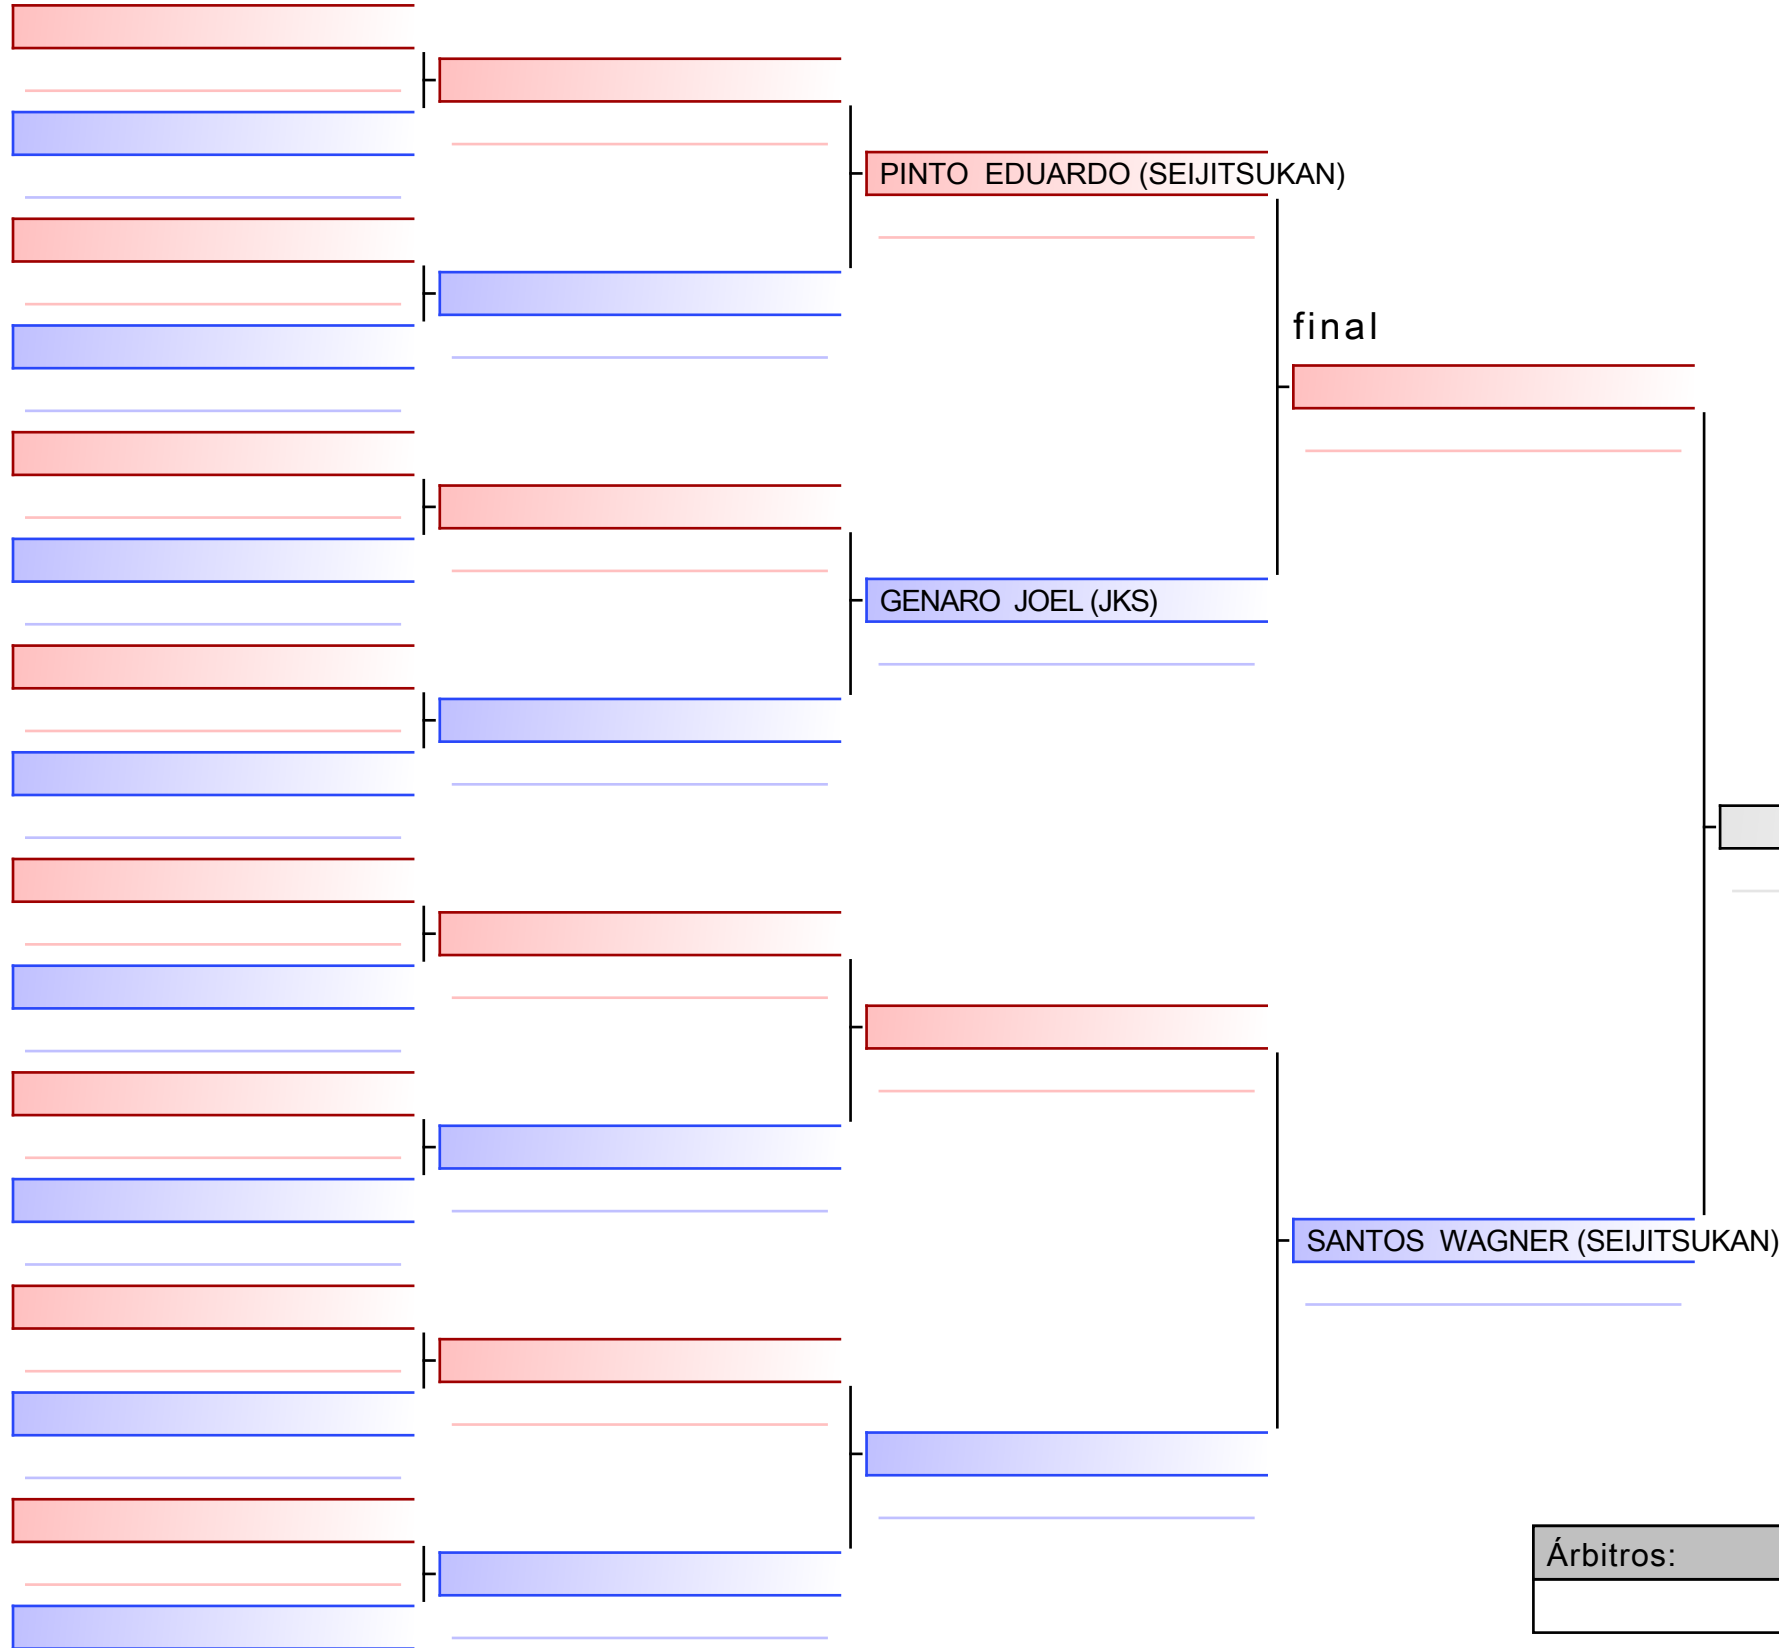 PINTO  EDUARDO (SEIJITSUKAN)
final
GENARO  JOEL (JKS)
SANTOS  WAGNER (SEIJITSUKAN)
Árbitros: